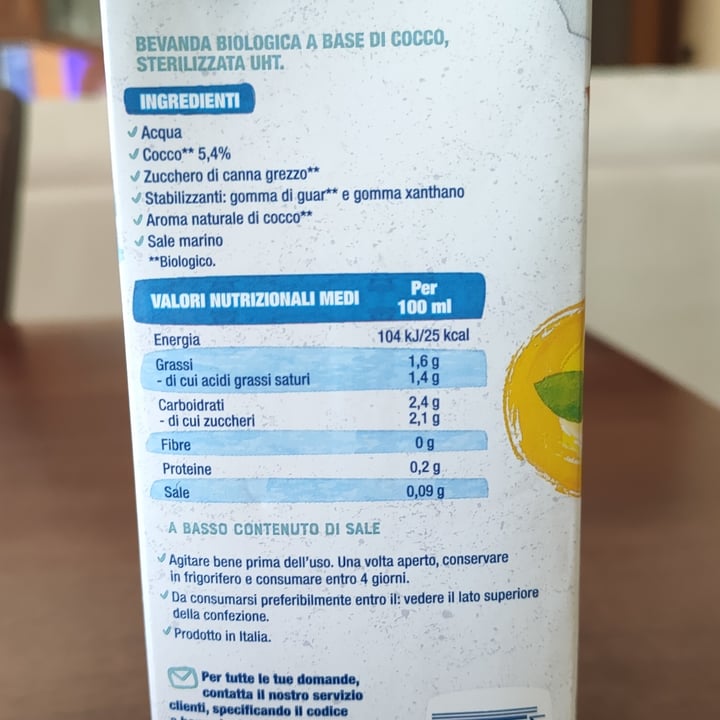 BEVANDA BIOLOGICA A BASE DI COCCO,
STERILIZZATA UHT.
INGREDIENTI
Acqua
Cocco** 5,4%
Zucchero di canna grezzo**
Stabilizzanti: gomma di guar** e gomma xanthano
Aroma naturale di cocco**
Sale marino
**Biologico.
VALORI NUTRIZIONALI MEDI Per 100 ml
Energia 104 kJ/25 kcal
Grassi 1,6 g
- di cui acidi grassi saturi 1,4 g
Carboidrati 2,4 g
- di cui zuccheri 2,1 g
Fibre 0 g
Proteine 0,2 g
Sale 0,09 g
A BASSO CONTENUTO DI SALE
Agitare bene prima dell'uso. Una volta aperto, conservare
in frigorifero e consumare entro 4 giorni.
Da consumarsi preferibilmente entro il: vedere il lato superiore
della confezione.
Prodotto in Italia.
Per tutte le tue domande,
contatta il nostro servizio
clienti, specificando il codice